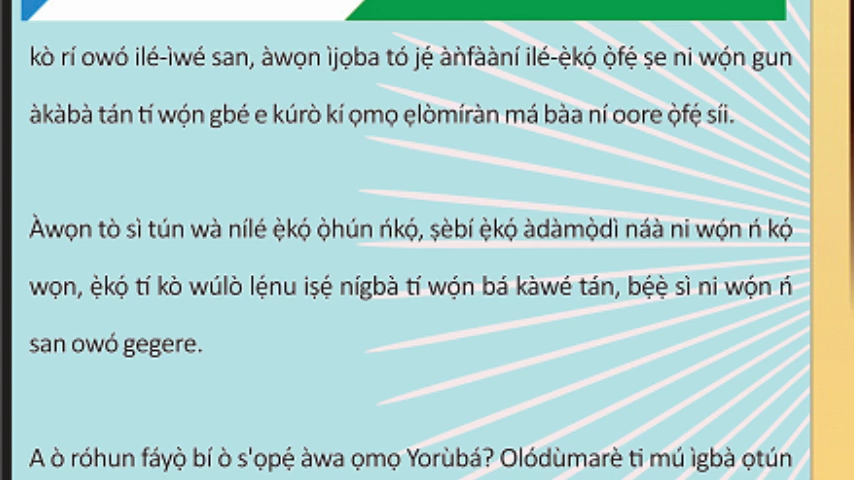 kò rí owó ilé-ìwé san, àwọn ìjọba tó jẹ́ àǹfààní ilé-ẹ̀kọ́ ọ̀fẹ́ ṣe ni wọ́n gun
àkàbà tán tí wọ́n gbé e kúrò kí ọmọ ẹlòmíràn má bàa ní oore ọ̀fẹ́ síi.
Àwọn tò sì tún wà nílé ẹ̀kọ́ ọ̀hún ńkọ́, ṣèbí ẹ̀kọ́ àdàmọ̀dì náà ni wọ́n ń kọ́
wọn, ẹ̀kọ́ tí kò wúlò lẹ́nu iṣẹ́ nígbà tí wọ́n bá kàwé tán, bẹ́ẹ̀ sì ni wọ́n ń
san owó gegere.
A ò róhun fáyọ̀ bí ò s'ọpẹ́ àwa ọmọ Yorùbá? Olódùmarè ti mú ìgbà ọtún